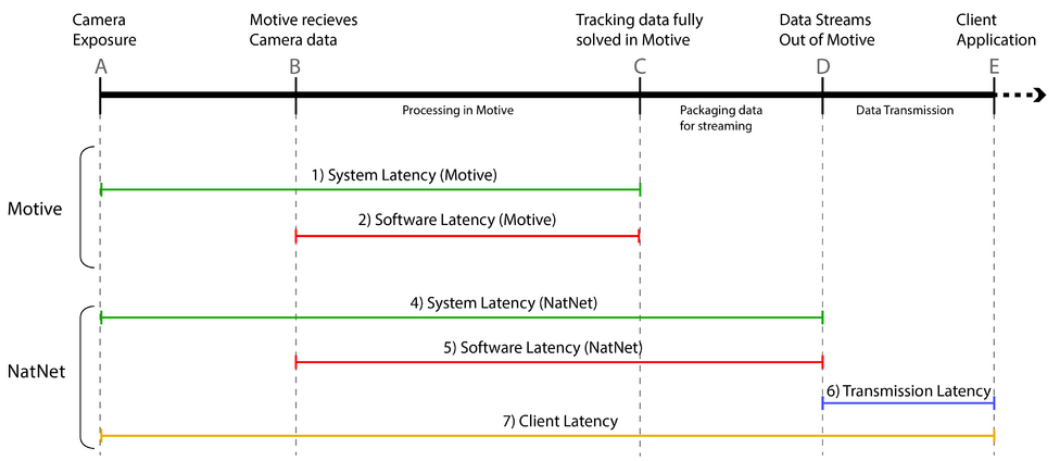 Camera
Exposure
Motive recieves
Camera data
Tracking data fully
solved in Motive
Data Streams
Out of Motive
Client
Application
A
B
C
D
E
Processing in Motive
Packaging data
for streaming
Data Transmission
Motive
1) System Latency (Motive)
2) Software Latency (Motive)
NatNet
4) System Latency (NatNet)
5) Software Latency (NatNet)
6) Transmission Latency
7) Client Latency